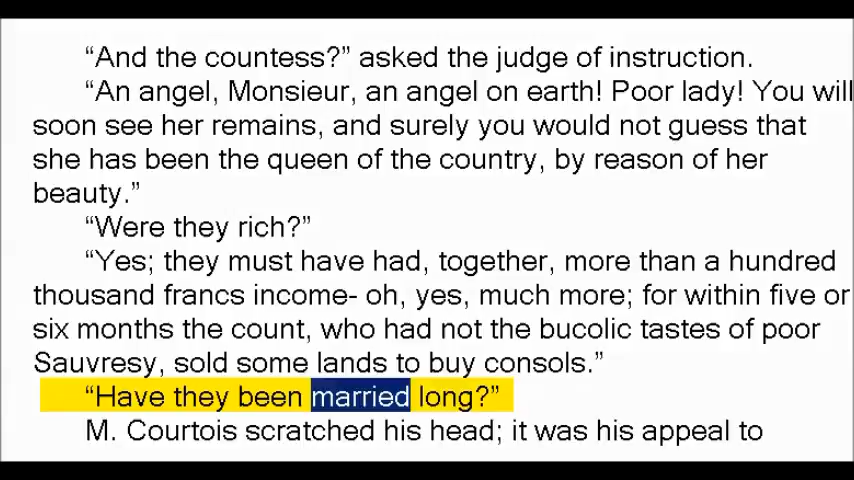 “And the countess?” asked the judge of instruction.
“An angel, Monsieur, an angel on earth! Poor lady! You will
soon see her remains, and surely you would not guess that
she has been the queen of the country, by reason of her
beauty.”
“Were they rich?”
“Yes; they must have had, together, more than a hundred
thousand francs income- oh, yes, much more; for within five or
six months the count, who had not the bucolic tastes of poor
Sauvresy, sold some lands to buy consols.”
“Have they been married long?”
M. Courtois scratched his head; it was his appeal to